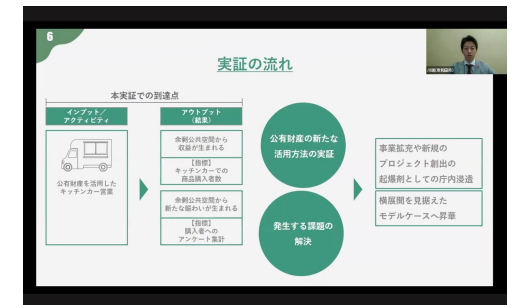 6
実証の流れ
本実証での到達点
インプット／
アクティビティ
アウトプット
（結果）
公有財産を活用した
キッチンカー営業
余剰公共空間から
収益が生まれる
【指標】
キッチンカーでの
商品購入者数
余剰公共空間から
新たな賑わいが生まれる
【指標】
購入者への
アンケート集計
公有財産の新たな
活用方法の実証
発生する課題の
解決
事業拡充や新規の
プロジェクト創出の
起爆剤としての庁内浸透
横展開を見据えた
モデルケースへ昇華